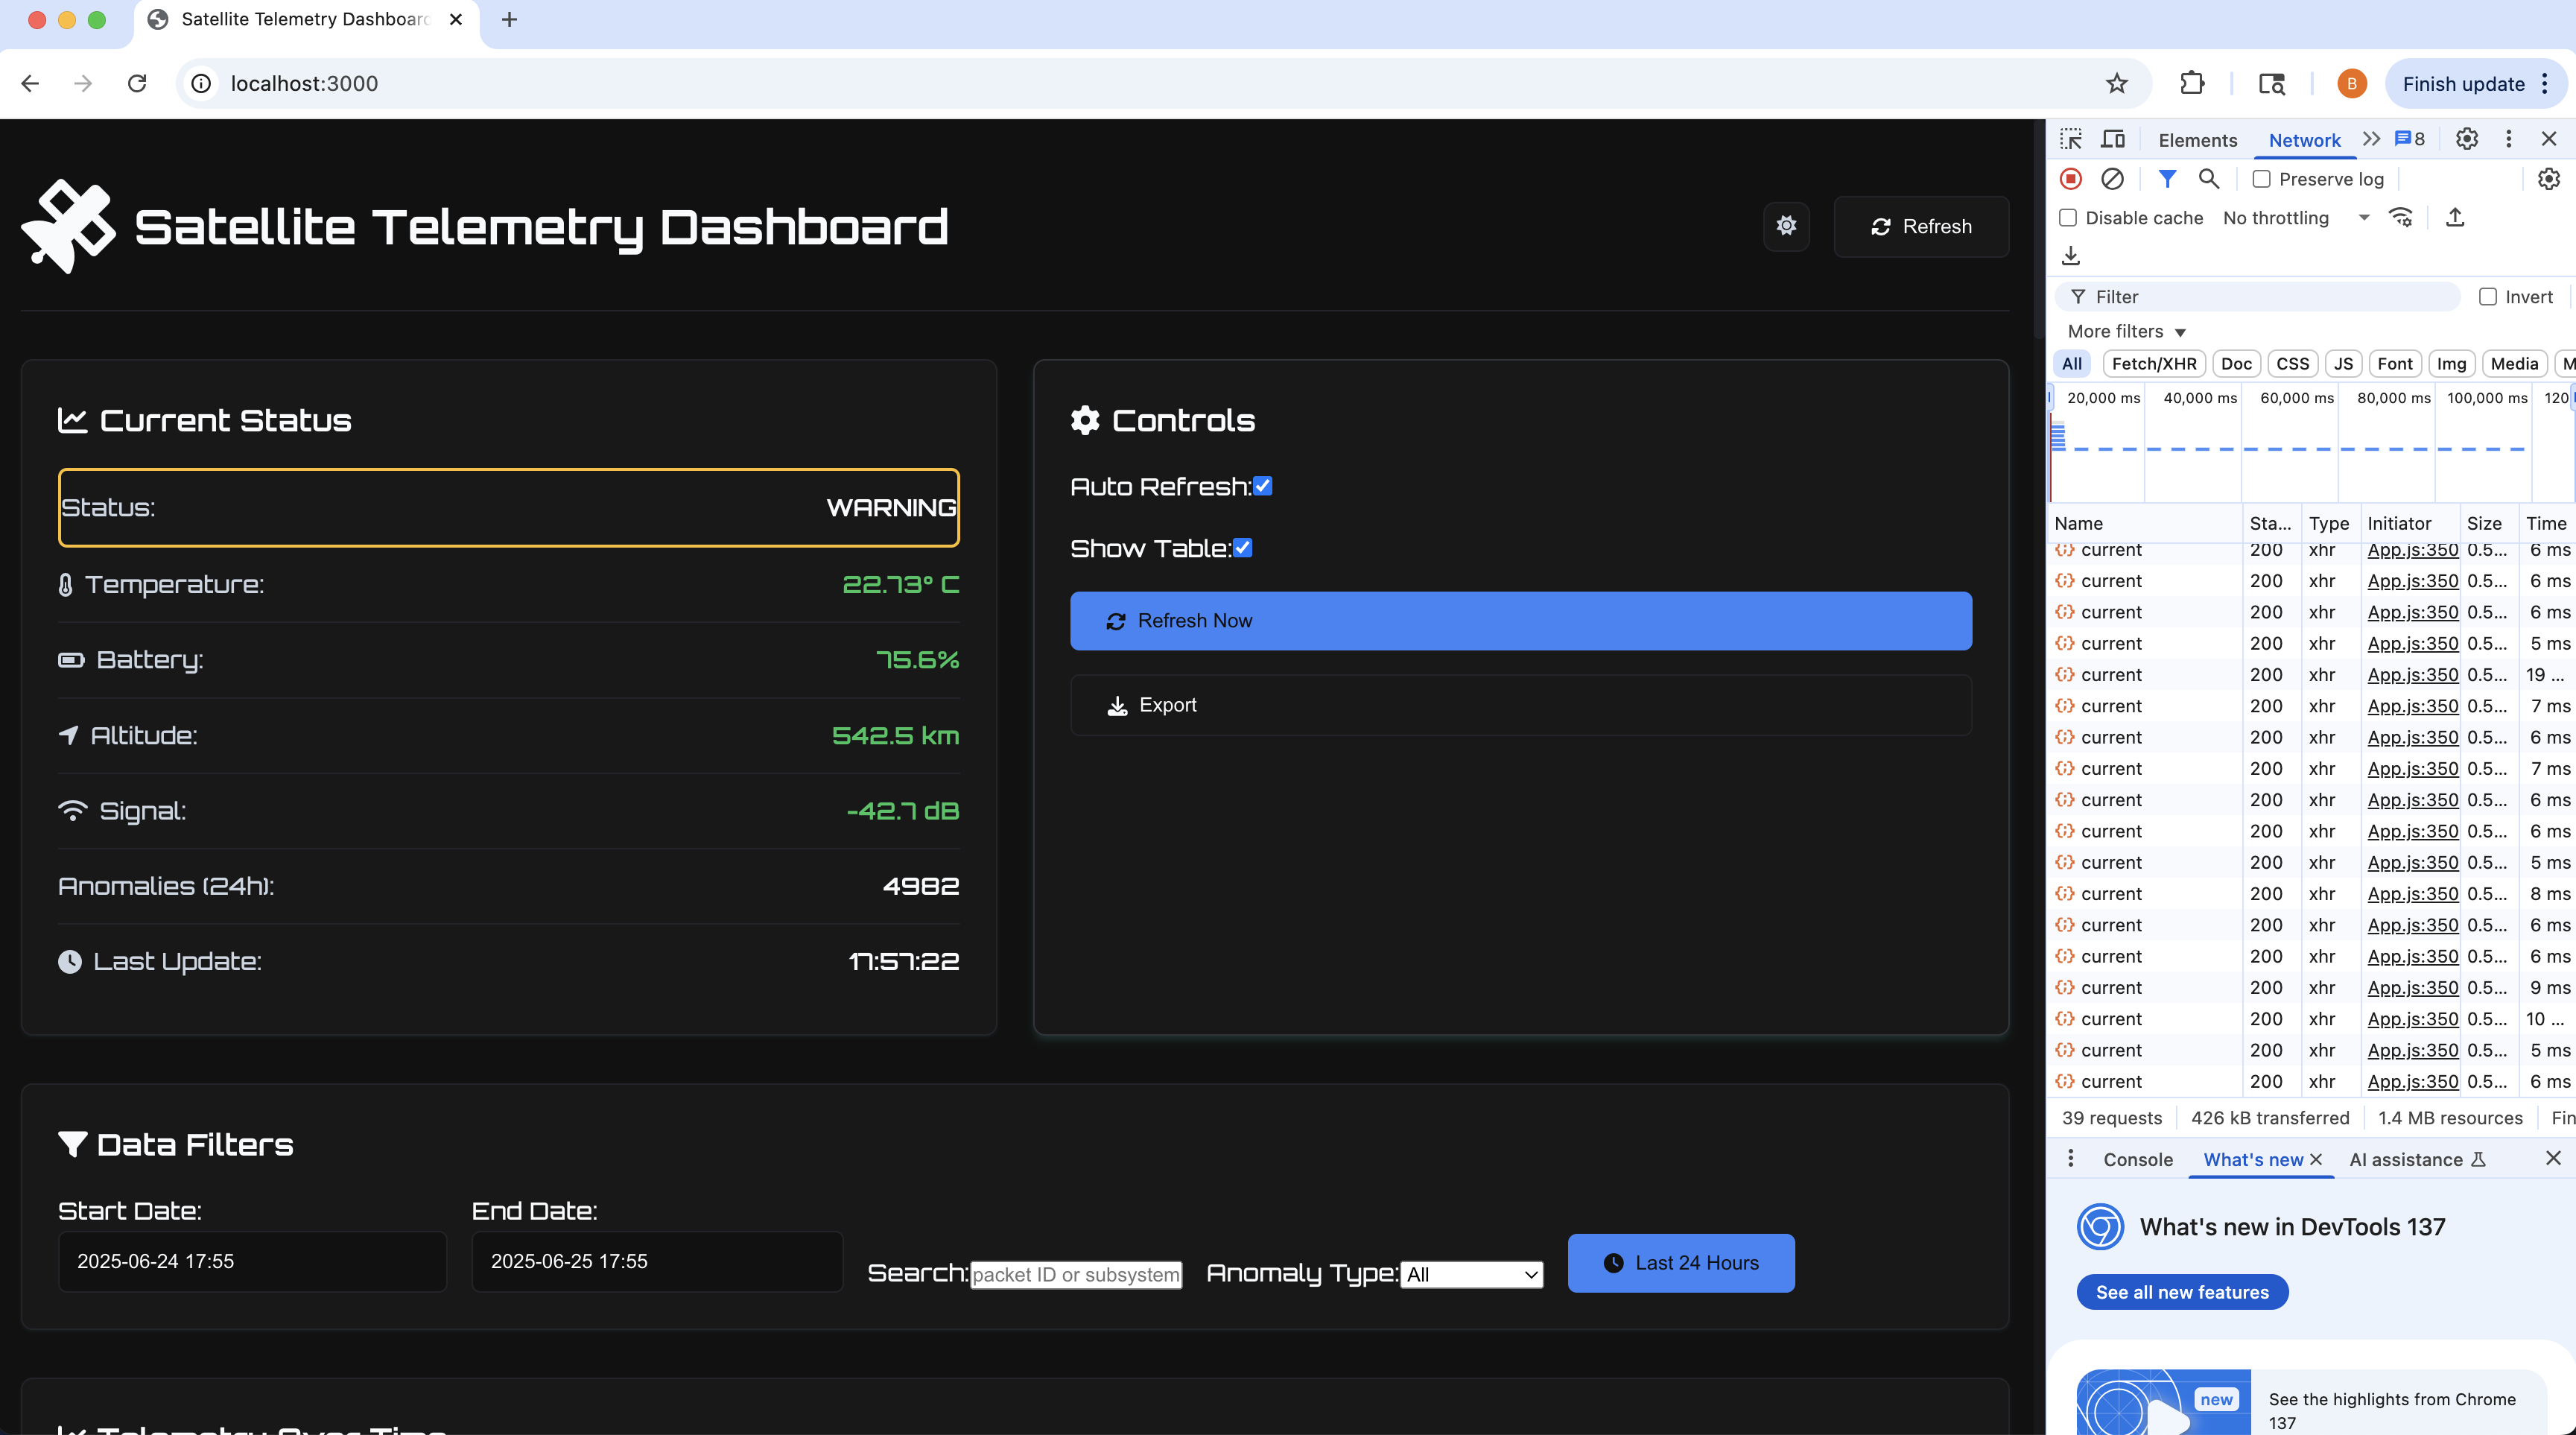 Satellite Telemetry Dashboard
localhost:3000
B
Finish update
Satellite Telemetry Dashboard
Refresh
Current Status
Status: WARNING
Temperature: 22.73° C
Battery: 75.6%
Altitude: 542.5 km
Signal: -42.7 dB
Anomalies (24h): 4982
Last Update: 17:57:22
Controls
Auto Refresh:
Show Table:
Refresh Now
Export
Data Filters
Start Date:
2025-06-24 17:55
End Date:
2025-06-25 17:55
Search: packet ID or subsystem
Anomaly Type: All
Last 24 Hours
Telemetry Over Time
Elements Network 8
Preserve log
Disable cache No throttling
Filter Invert
More filters
All Fetch/XHR Doc CSS JS Font Img Media M
20,000 ms 40,000 ms 60,000 ms 80,000 ms 100,000 ms 120
Name Sta... Type Initiator Size Time
current 200 xhr App.js:350 0.5... 6 ms
current 200 xhr App.js:350 0.5... 6 ms
current 200 xhr App.js:350 0.5... 6 ms
current 200 xhr App.js:350 0.5... 5 ms
current 200 xhr App.js:350 0.5... 19 ...
current 200 xhr App.js:350 0.5... 7 ms
current 200 xhr App.js:350 0.5... 6 ms
current 200 xhr App.js:350 0.5... 7 ms
current 200 xhr App.js:350 0.5... 6 ms
current 200 xhr App.js:350 0.5... 6 ms
current 200 xhr App.js:350 0.5... 5 ms
current 200 xhr App.js:350 0.5... 8 ms
current 200 xhr App.js:350 0.5... 6 ms
current 200 xhr App.js:350 0.5... 6 ms
current 200 xhr App.js:350 0.5... 9 ms
current 200 xhr App.js:350 0.5... 10 ...
current 200 xhr App.js:350 0.5... 5 ms
current 200 xhr App.js:350 0.5... 6 ms
39 requests 426 kB transferred 1.4 MB resources Fin
Console What's new AI assistance
What's new in DevTools 137
See all new features
new
See the highlights from Chrome
137